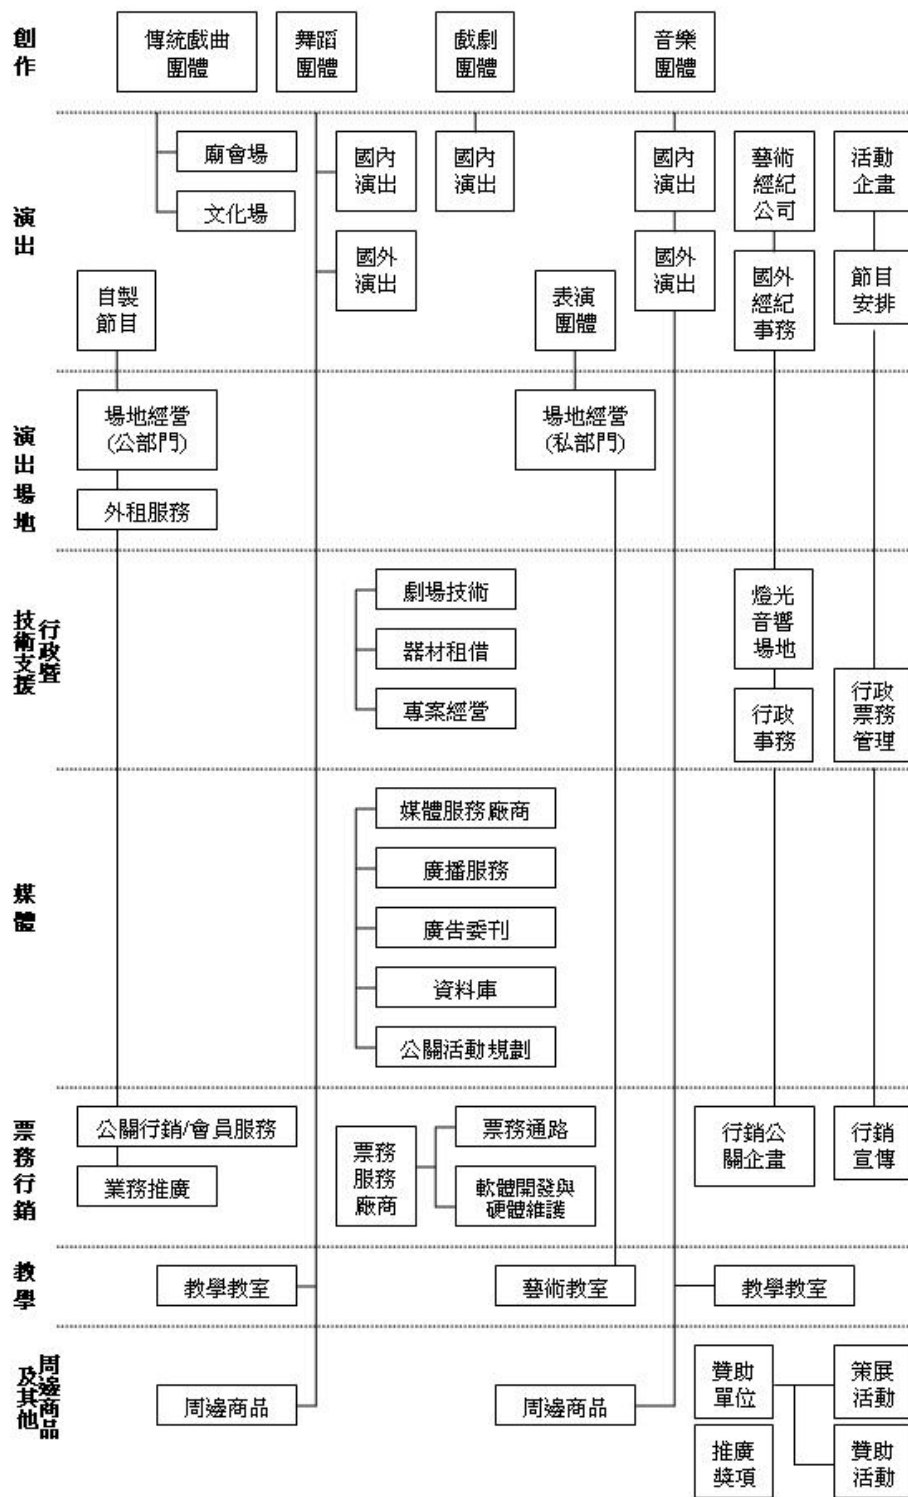 創作
傳統戲曲
團體
舞蹈
團體
戲劇
團體
音樂
團體
演出
廟會場
文化場
國內
演出
國外
演出
國內
演出
國內
演出
國外
演出
藝術
經紀
公司
國外
經紀
事務
活動
企畫
節目
安排
自製
節目
表演
團體
演出場地
場地經營
(公部門)
外租服務
場地經營
(私部門)
行政暨
技術支援
劇場技術
器材租借
專案經營
燈光
音響
場地
行政
事務
行政
票務
管理
媒體
媒體服務廠商
廣播服務
廣告委刊
資料庫
公關活動規劃
票務行銷
公關行銷/會員服務
業務推廣
票務
服務
廠商
票務通路
軟體開發與
硬體維護
行銷公
關企畫
行銷
宣傳
教學
教學教室
藝術教室
教學教室
周邊商品
及其他
周邊商品
周邊商品
贊助
單位
推廣
獎項
策展
活動
贊助
活動